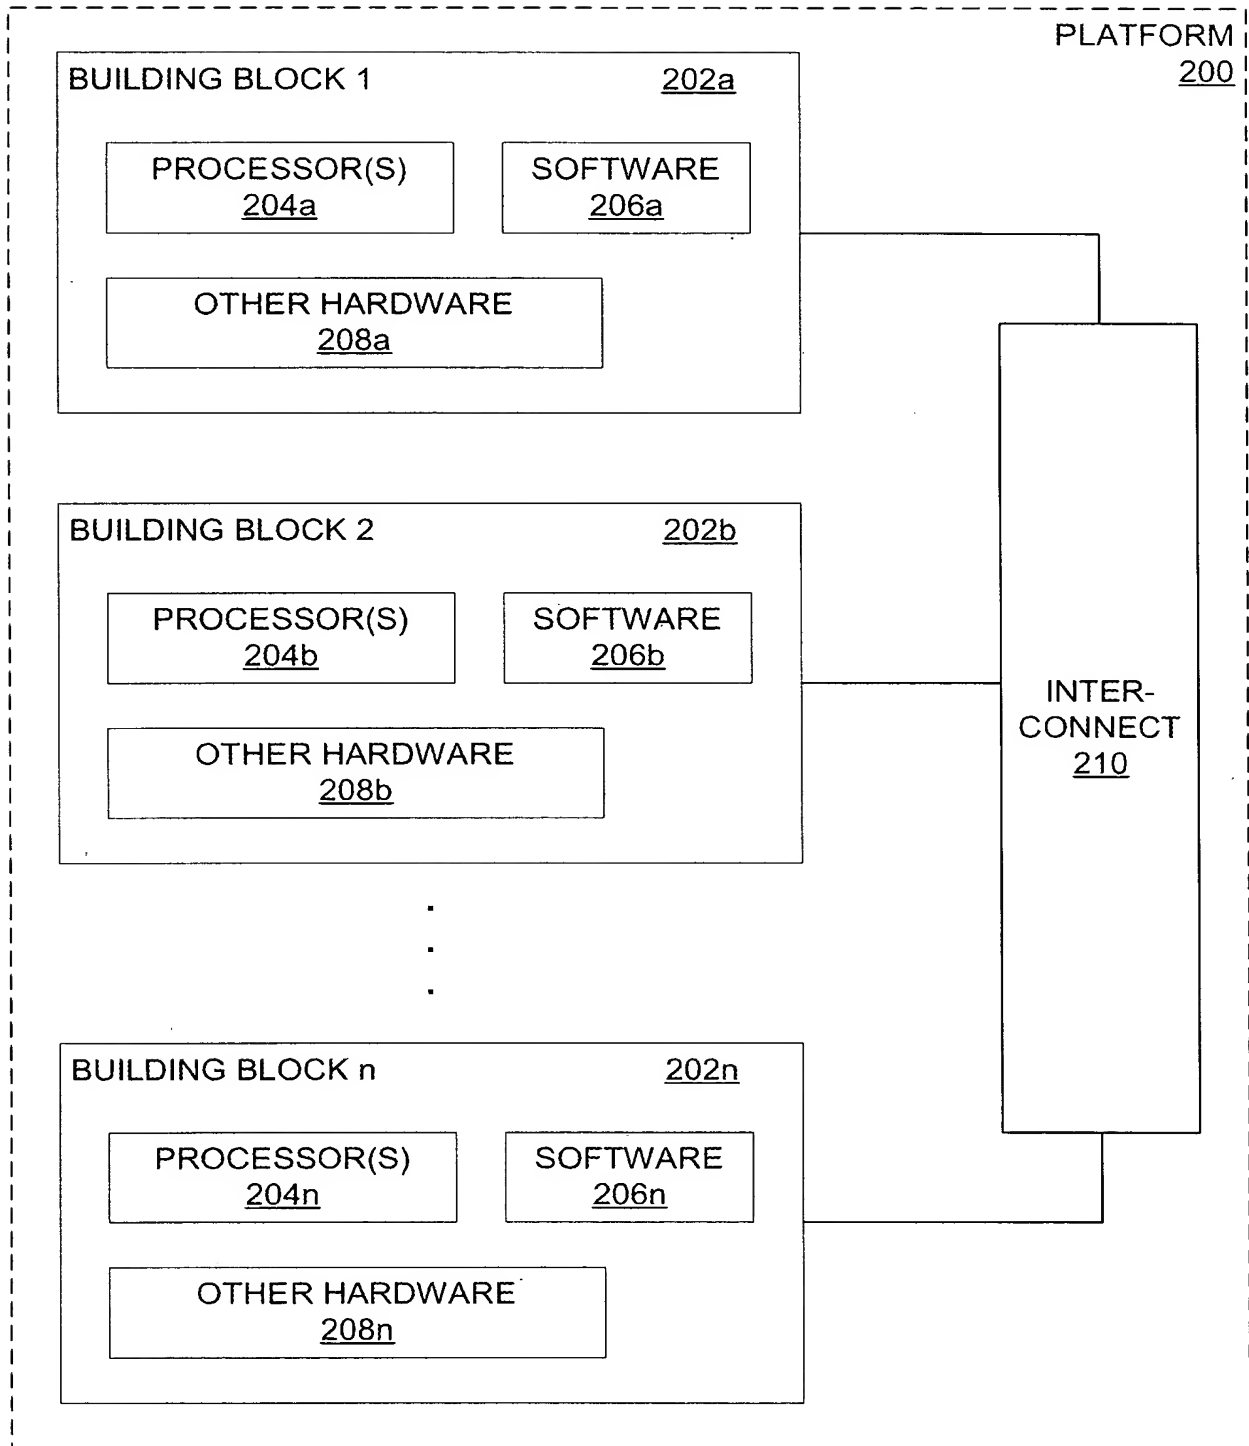 PLATFORM
200
BUILDING BLOCK 1 202a
PROCESSOR(S)
204a
SOFTWARE
206a
OTHER HARDWARE
208a
BUILDING BLOCK 2 202b
PROCESSOR(S)
204b
SOFTWARE
206b
OTHER HARDWARE
208b
INTER-
CONNECT
210
BUILDING BLOCK n 202n
PROCESSOR(S)
204n
SOFTWARE
206n
OTHER HARDWARE
208n